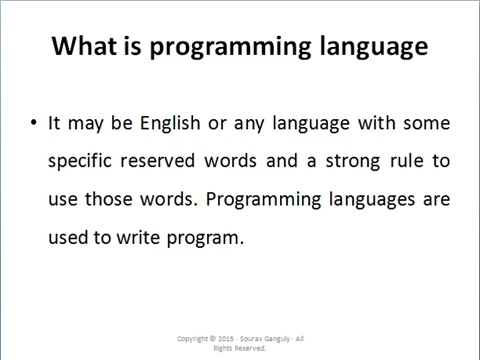 What is programming language
• It may be English or any language with some
specific reserved words and a strong rule to
use those words. Programming languages are
used to write program.
Copyright © 2015 - Sourav Ganguly - All
Rights Reserved.